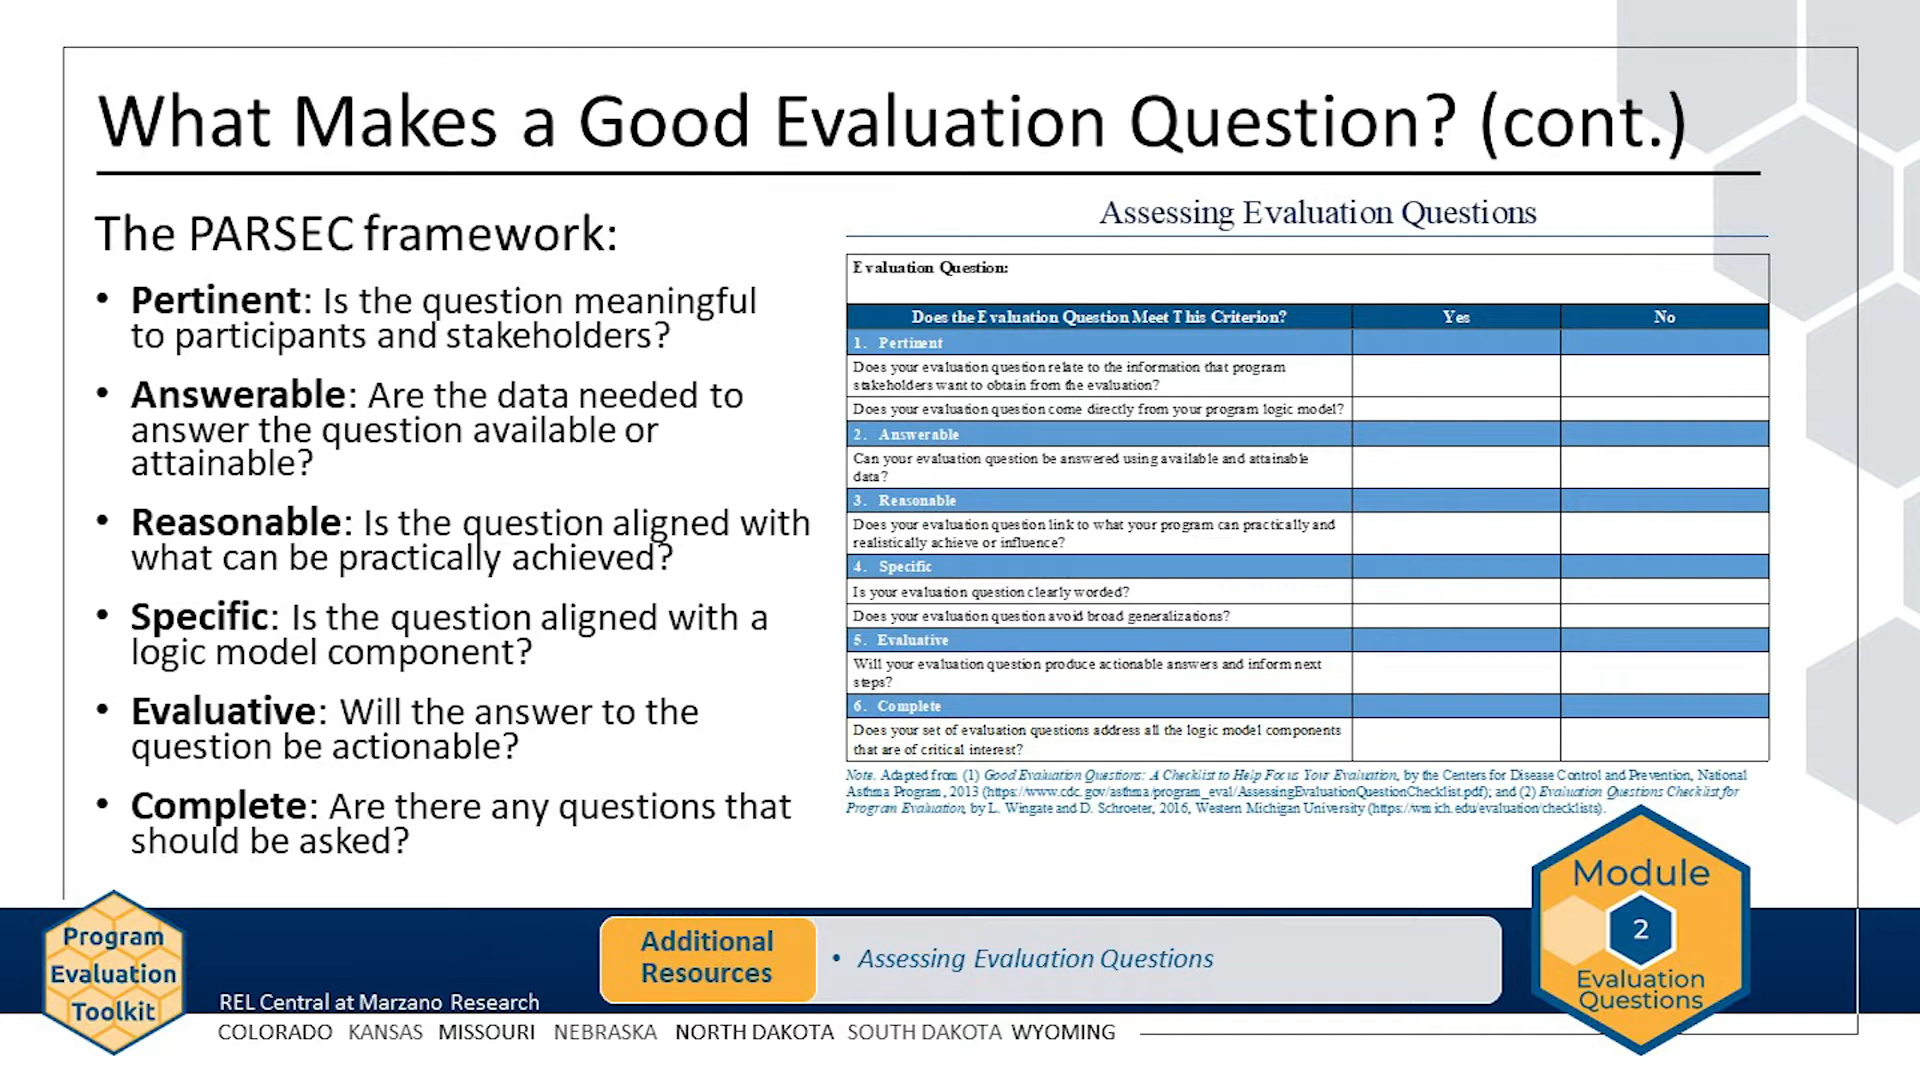 What Makes a Good Evaluation Question? (cont.)
The PARSEC framework:
• Pertinent: Is the question meaningful
to participants and stakeholders?
• Answerable: Are the data needed to
answer the question available or
attainable?
• Reasonable: Is the question aligned with
what can be practically achieved?
• Specific: Is the question aligned with a
logic model component?
• Evaluative: Will the answer to the
question be actionable?
• Complete: Are there any questions that
should be asked?
Assessing Evaluation Questions
Evaluation Question:
Does the Evaluation Question Meet This Criterion? Yes No
1. Pertinent
Does your evaluation question relate to the information that program
stakeholders want to obtain from the evaluation?
Does your evaluation question come directly from your program logic model?
2. Answerable
Can your evaluation question be answered using available and attainable
data?
3. Reasonable
Does your evaluation question link to what your program can practically and
realistically achieve or influence?
4. Specific
Is your evaluation question clearly worded?
Does your evaluation question avoid broad generalizations?
5. Evaluative
Will your evaluation question produce actionable answers and inform next
steps?
6. Complete
Does your set of evaluation questions address all the logic model components
that are of critical interest?
Note. Adapted from (1) Good Evaluation Questions: A Checklist to Help Focus Your Evaluation, by the Centers for Disease Control and Prevention, National
Asthma Program, 2013 (https://www.cdc.gov/asthma/program_eval/AssessingEvaluationQuestionChecklist.pdf); and (2) Evaluation Questions Checklist for
Program Evaluation, by L. Wingate and D. Schroeter, 2016, Western Michigan University (https://wmich.edu/evaluation/checklists).
Program
Evaluation
Toolkit
REL Central at Marzano Research
COLORADO KANSAS MISSOURI NEBRASKA NORTH DAKOTA SOUTH DAKOTA WYOMING
Additional
Resources
• Assessing Evaluation Questions
Module
2
Evaluation
Questions